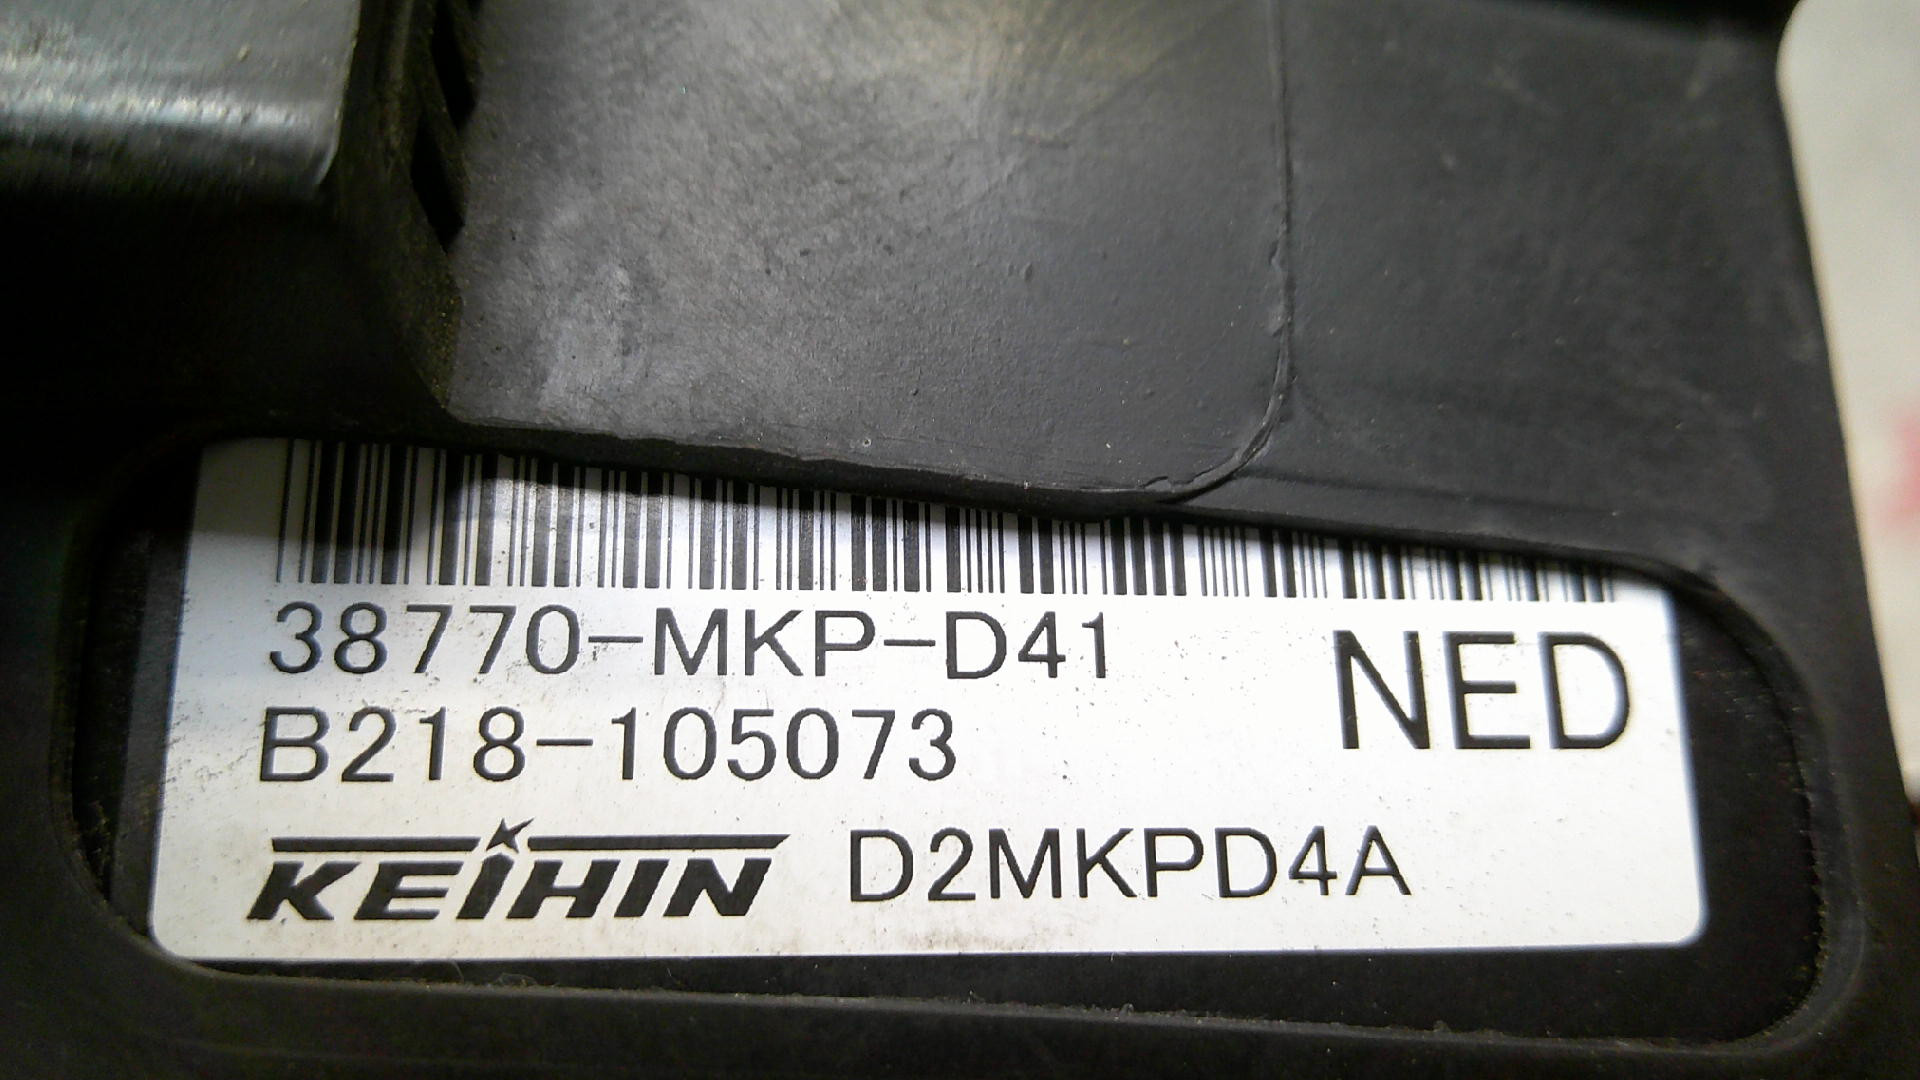 38770-MKP-D41
NED
B218-105073
KEIHIN D2MKPD4A